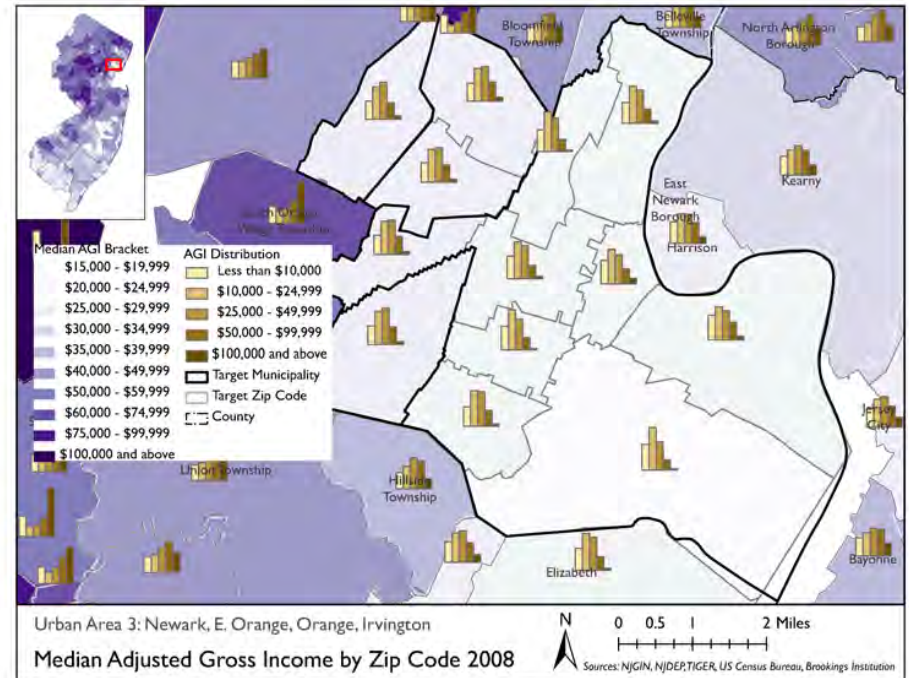 Bloomfield
Township
Belleville
Township
North Arlington
Borough
Kearny
East
Newark
Borough
Harrison
Median AGI Bracket
$15,000 - $19,999
$20,000 - $24,999
$25,000 - $29,999
$30,000 - $34,999
$35,000 - $39,999
$40,000 - $49,999
$50,000 - $59,999
$60,000 - $74,999
$75,000 - $99,999
$100,000 and above
AGI Distribution
Less than $10,000
$10,000 - $24,999
$25,000 - $49,999
$50,000 - $99,999
$100,000 and above
Target Municipality
Target Zip Code
County
Jersey
City
Union Township
Hillside
Township
Elizabeth
Bayonne
Urban Area 3: Newark, E. Orange, Orange, Irvington
Median Adjusted Gross Income by Zip Code 2008
N
0 0.5 1 2 Miles
Sources: NJGIN, NJDEP,TIGER, US Census Bureau, Brookings Institution